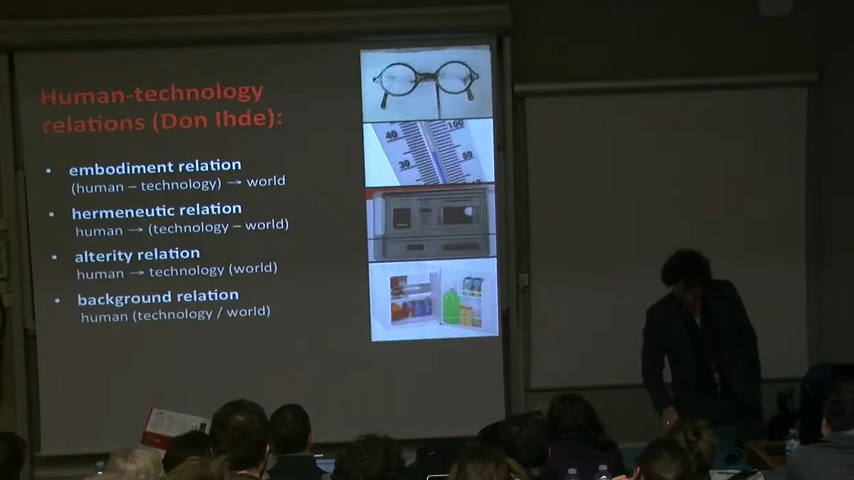 Human-technology
relations (Don Ihde):
• embodiment relation
(human – technology) → world
• hermeneutic relation
human → (technology – world)
• alterity relation
human → technology (world)
• background relation
human (technology / world)
40
100
30
80